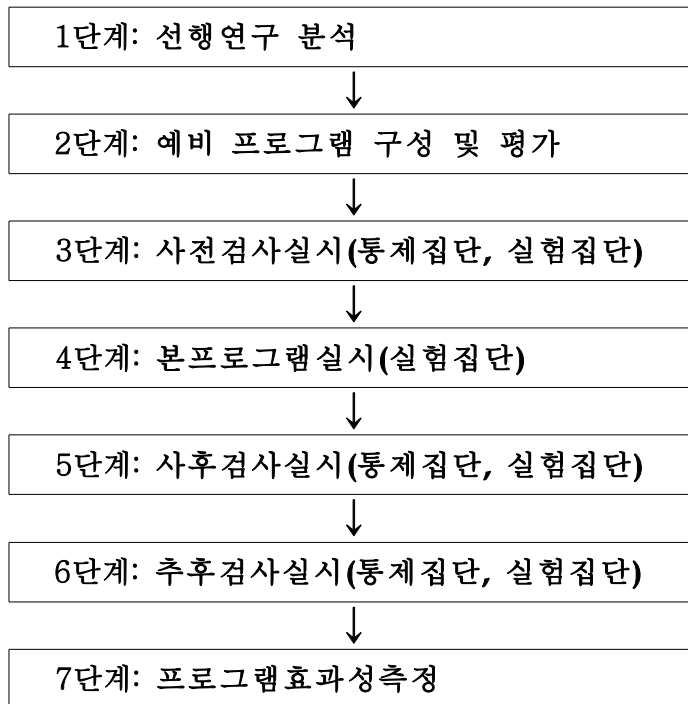 1단계: 선행연구 분석
↓
2단계: 예비 프로그램 구성 및 평가
↓
3단계: 사전검사실시(통제집단, 실험집단)
↓
4단계: 본프로그램실시(실험집단)
↓
5단계: 사후검사실시(통제집단, 실험집단)
↓
6단계: 추후검사실시(통제집단, 실험집단)
↓
7단계: 프로그램효과성측정